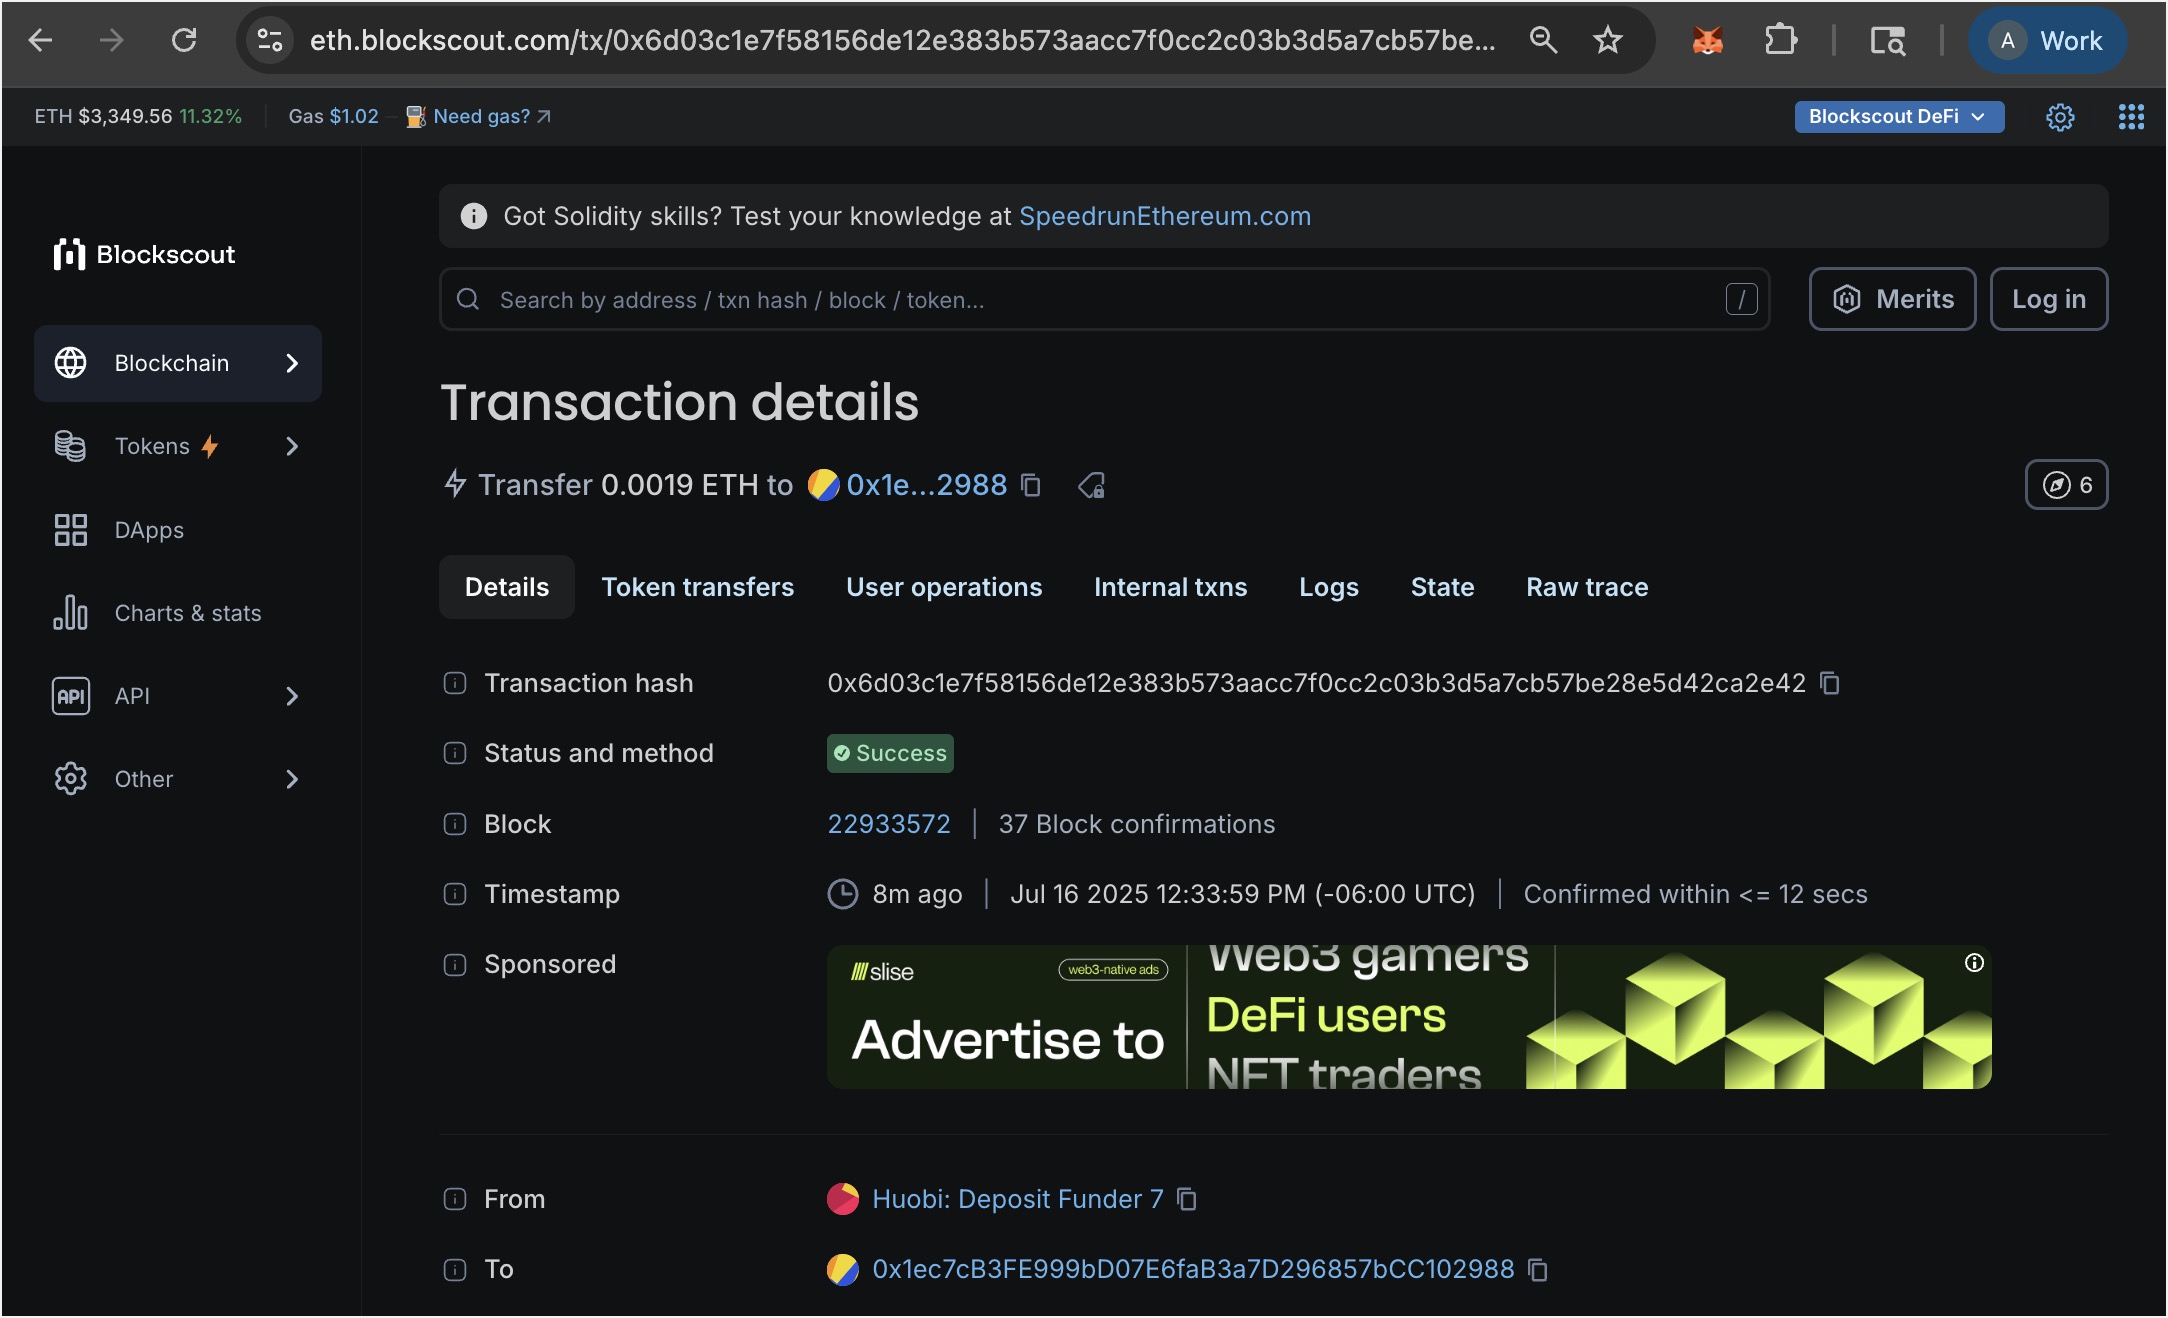 eth.blockscout.com/tx/0x6d03c1e7f58156de12e383b573aacc7f0cc2c03b3d5a7cb57be...
A Work
ETH $3,349.56 11.32% Gas $1.02 Need gas?
Blockscout DeFi
Blockscout
Got Solidity skills? Test your knowledge at SpeedrunEthereum.com
Search by address / txn hash / block / token... /
Merits
Log in
Blockchain
Tokens
DApps
Charts & stats
API API
Other
Transaction details
Transfer 0.0019 ETH to 0x1e...2988
6
Details Token transfers User operations Internal txns Logs State Raw trace
Transaction hash 0x6d03c1e7f58156de12e383b573aacc7f0cc2c03b3d5a7cb57be28e5d42ca2e42
Status and method Success
Block 22933572 | 37 Block confirmations
Timestamp 8m ago | Jul 16 2025 12:33:59 PM (-06:00 UTC) | Confirmed within <= 12 secs
Sponsored
slise web3-native ads
Advertise to
Web3 gamers
DeFi users
NFT traders
From Huobi: Deposit Funder 7
To 0x1ec7cB3FE999bD07E6faB3a7D296857bCC102988